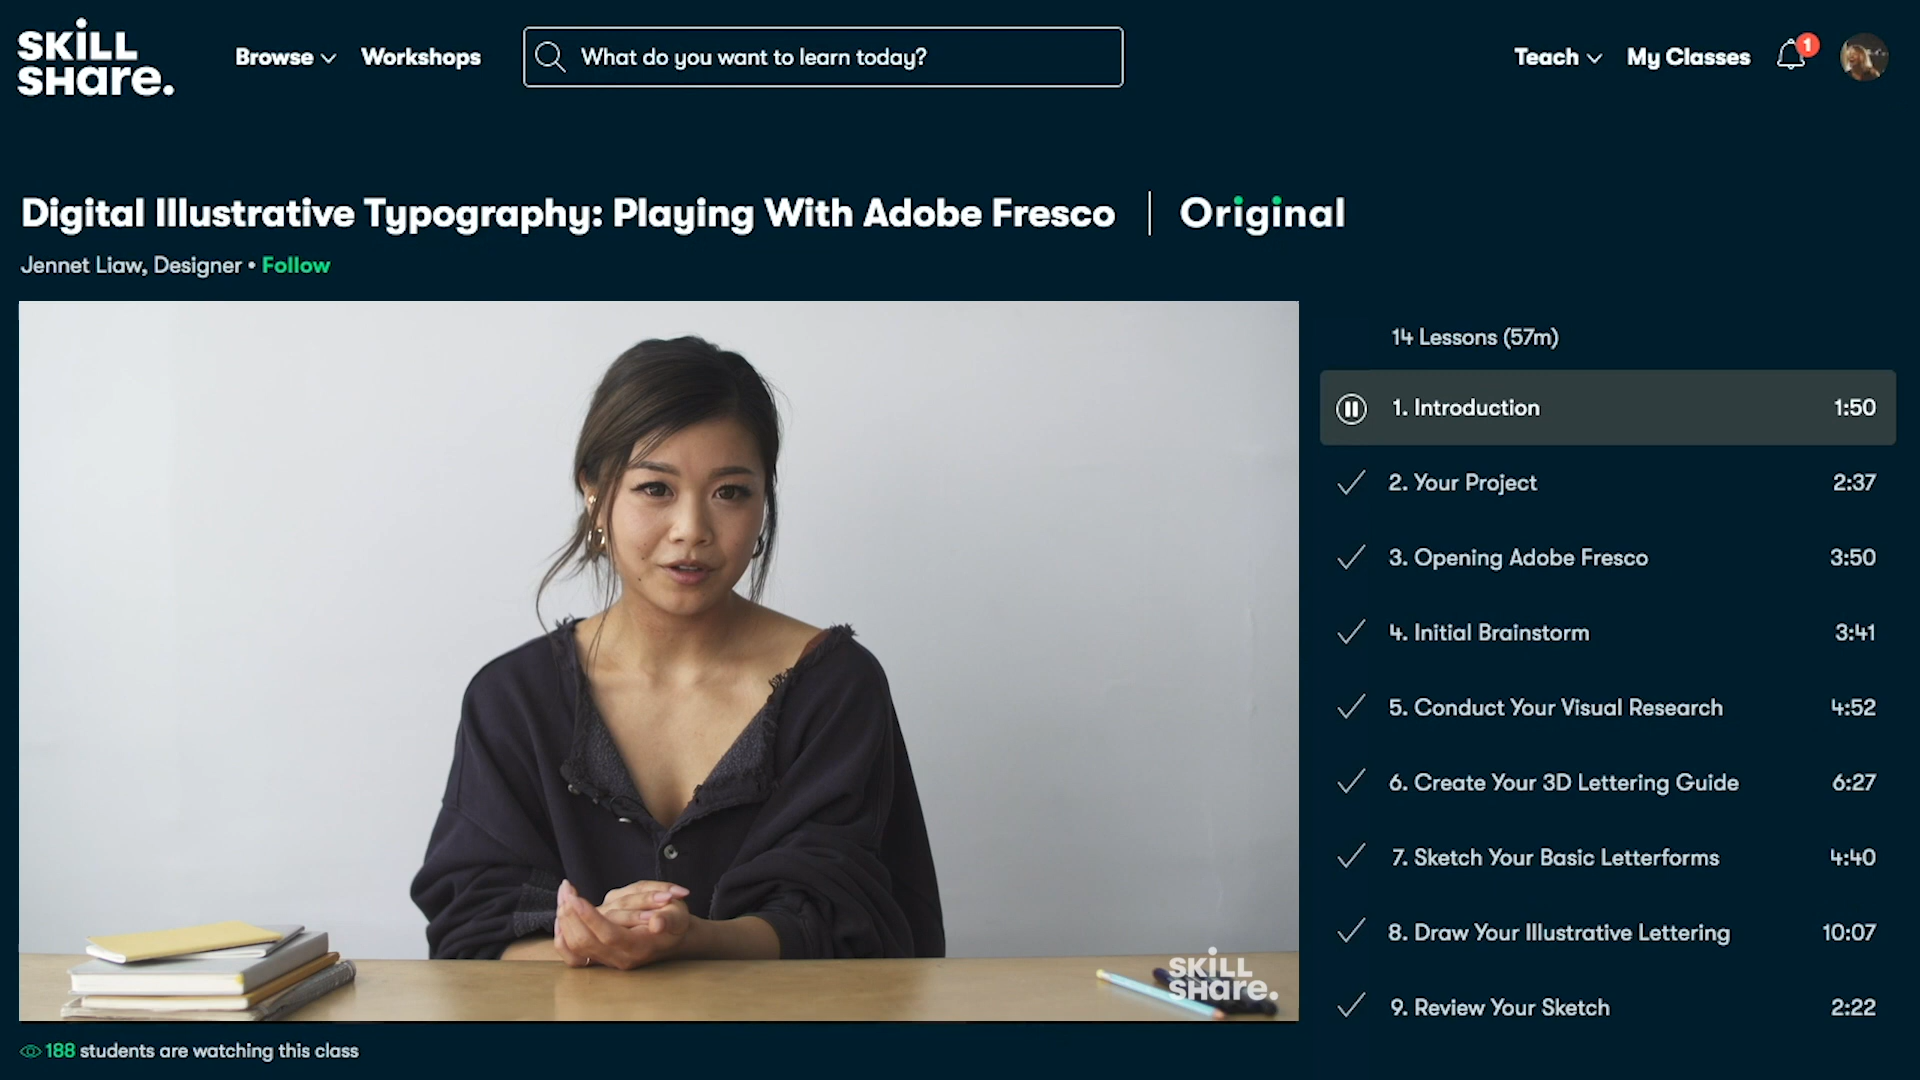 SKiLL
SHare.
Browse
Workshops
What do you want to learn today?
Teach
My Classes
1
Digital Illustrative Typography: Playing With Adobe Fresco | Original
Jennet Liaw, Designer • Follow
14 Lessons (57m)
1. Introduction 1:50
2. Your Project 2:37
3. Opening Adobe Fresco 3:50
4. Initial Brainstorm 3:41
5. Conduct Your Visual Research 4:52
6. Create Your 3D Lettering Guide 6:27
7. Sketch Your Basic Letterforms 4:40
8. Draw Your Illustrative Lettering 10:07
9. Review Your Sketch 2:22
SKiLL
SHare.
188 students are watching this class